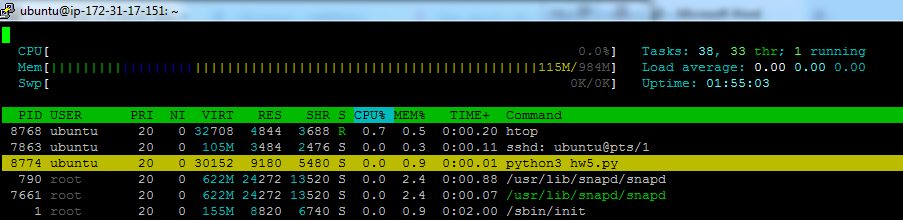 ubuntu@ip-172-31-17-151: ~
CPU[ 0.0%] Tasks: 38, 33 thr; 1 running
Mem[||||||||||||||||||||||||||||||||||||||||||||||||||||||||||||115M/984M] Load average: 0.00 0.00 0.00
Swp[ 0K/0K] Uptime: 01:55:03
PID USER PRI NI VIRT RES SHR S CPU% MEM% TIME+ Command
8768 ubuntu 20 0 32708 4844 3688 R 0.7 0.5 0:00.20 htop
7863 ubuntu 20 0 105M 3484 2476 S 0.0 0.3 0:00.11 sshd: ubuntu@pts/1
8774 ubuntu 20 0 30152 9180 5480 S 0.0 0.9 0:00.01 python3 hw5.py
790 root 20 0 622M 24272 13520 S 0.0 2.4 0:00.88 /usr/lib/snapd/snapd
7661 root 20 0 622M 24272 13520 S 0.0 2.4 0:00.07 /usr/lib/snapd/snapd
1 root 20 0 155M 8820 6740 S 0.0 0.9 0:02.00 /sbin/init